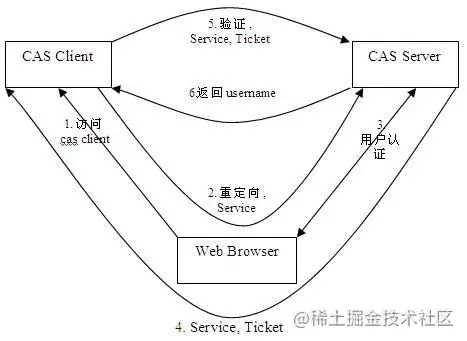 5.验证,
Service, Ticket
CAS Client
CAS Server
6返回 username
1.访问
cas client
3.
用户认
证
2.重定向,
Service
Web Browser
4. Service, Ticket
@稀土掘金技术社区